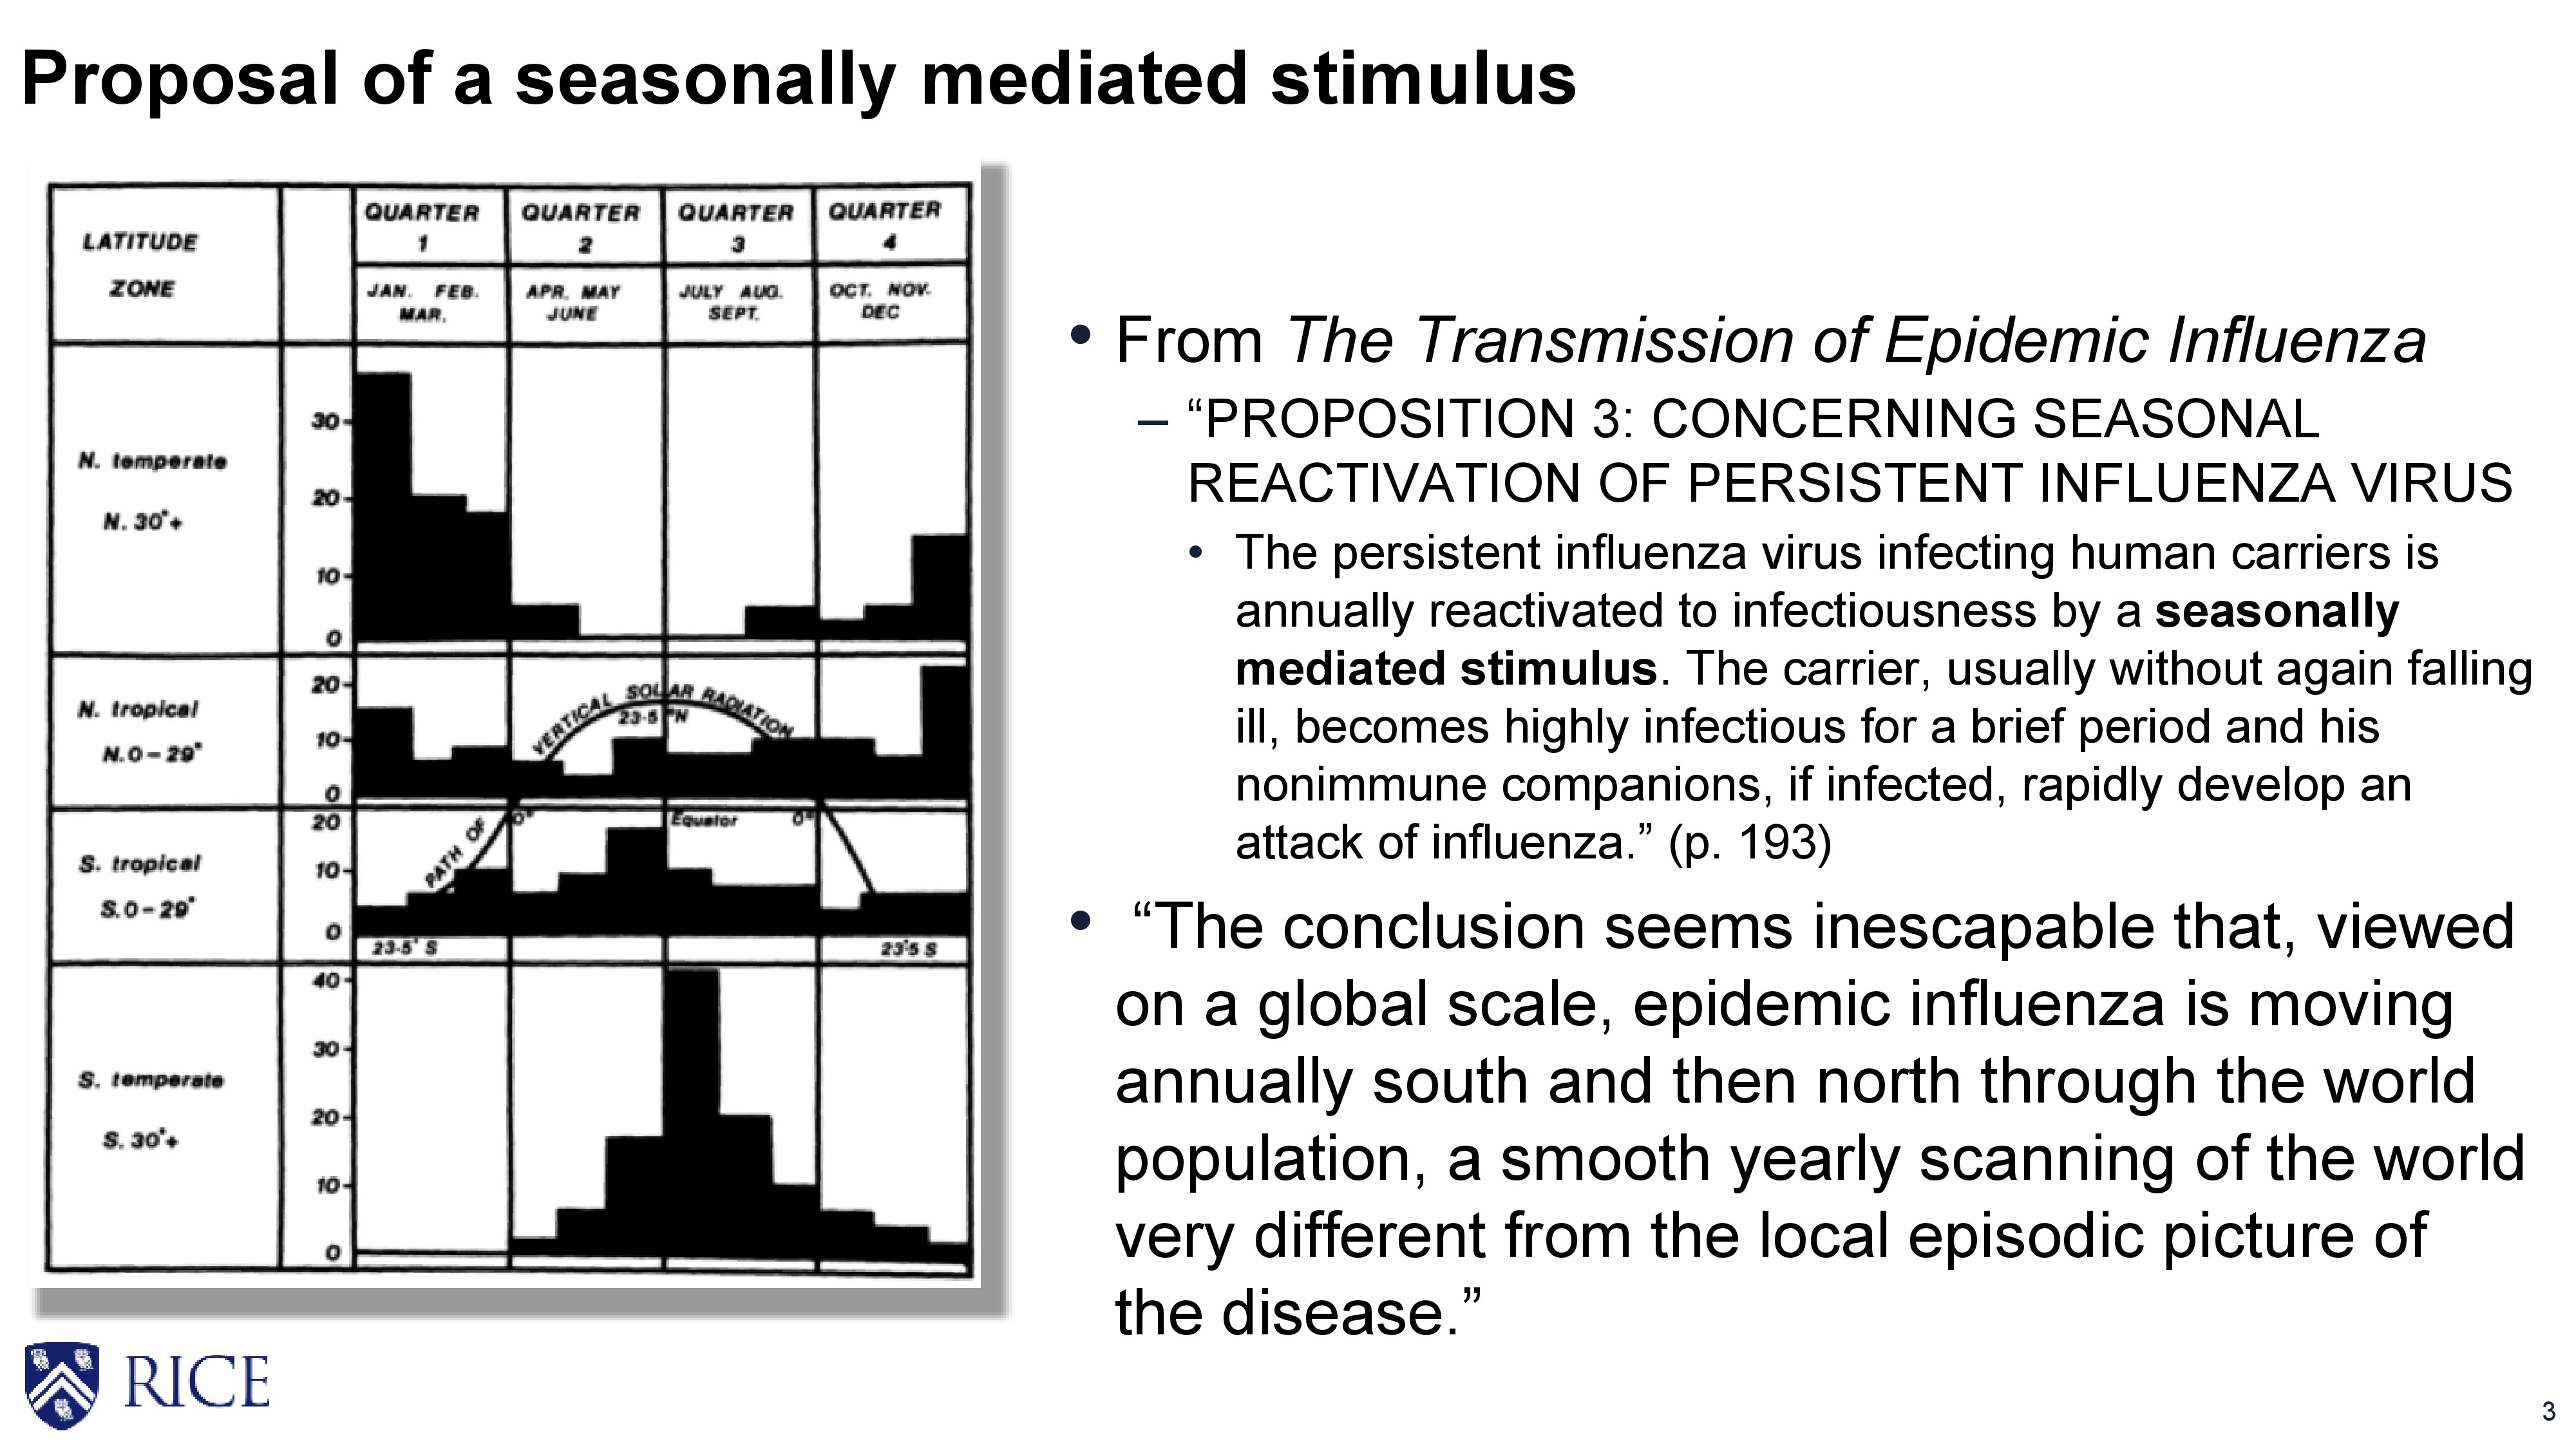 Proposal of a seasonally mediated stimulus
LATITUDE
ZONE
QUARTER
1
QUARTER
2
QUARTER
3
QUARTER
4
JAN. FEB.
MAR.
APR. MAY
JUNE
JULY AUG.
SEPT.
OCT. NOV.
DEC
N. temperate
N. 30°+
30
20
10
0
N. tropical
N.0-29°
20
10
0
VERTICAL SOLAR RADIATION
23·5°N
S. tropical
S.0-29°
20
10
0
PATH OF
0°
Equator
0°
23·5° S
23·5 S
S. temperate
S. 30°+
40
30
20
10
0
• From The Transmission of Epidemic Influenza
– “PROPOSITION 3: CONCERNING SEASONAL
REACTIVATION OF PERSISTENT INFLUENZA VIRUS
• The persistent influenza virus infecting human carriers is
annually reactivated to infectiousness by a seasonally
mediated stimulus. The carrier, usually without again falling
ill, becomes highly infectious for a brief period and his
nonimmune companions, if infected, rapidly develop an
attack of influenza.” (p. 193)
• “The conclusion seems inescapable that, viewed
on a global scale, epidemic influenza is moving
annually south and then north through the world
population, a smooth yearly scanning of the world
very different from the local episodic picture of
the disease.”
RICE
3